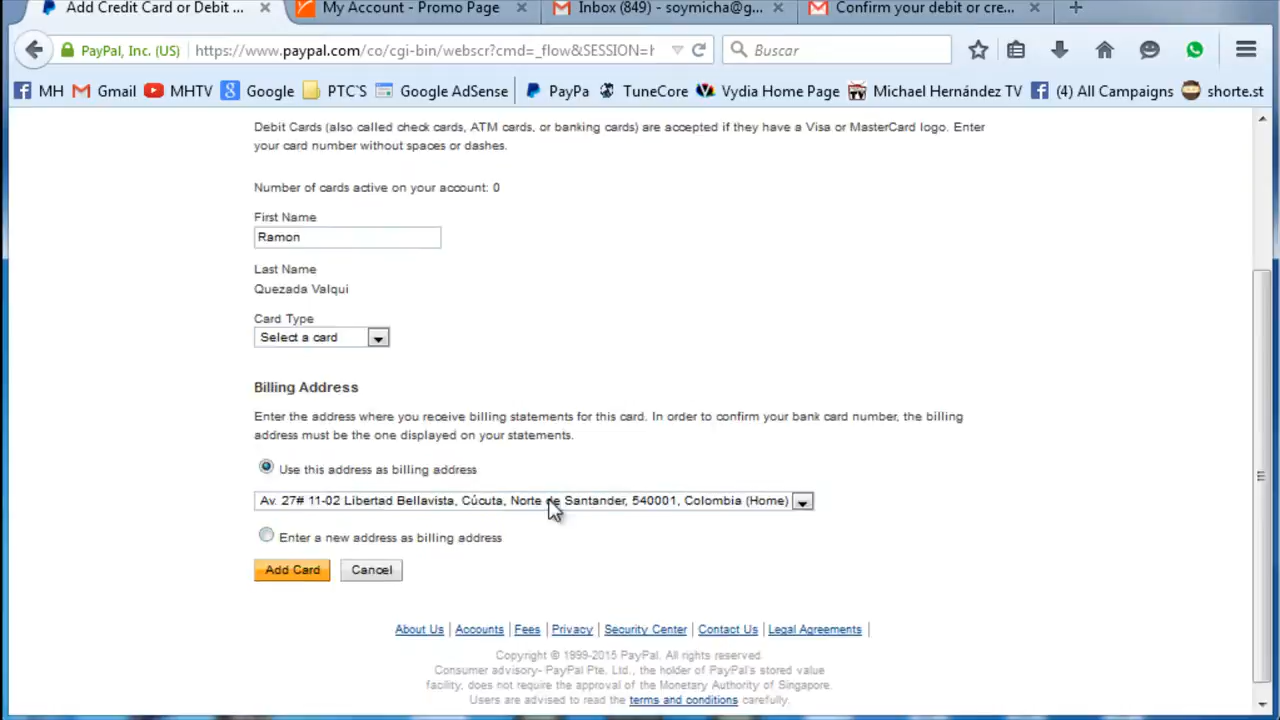 Add Credit Card or Debit ...
My Account - Promo Page
Inbox (849) - soymicha@g...
Confirm your debit or cre...
PayPal, Inc. (US)
https://www.paypal.com/co/cgi-bin/webscr?cmd=_flow&SESSION=h
Buscar
MH
Gmail
MHTV
Google
PTC`S
Google AdSense
PayPa
TuneCore
Vydia Home Page
Michael Hernández TV
(4) All Campaigns
shorte.st
Debit Cards (also called check cards, ATM cards, or banking cards) are accepted if they have a Visa or MasterCard logo. Enter
your card number without spaces or dashes.
Number of cards active on your account: 0
First Name
Ramon
Last Name
Quezada Valqui
Card Type
Select a card
Billing Address
Enter the address where you receive billing statements for this card. In order to confirm your bank card number, the billing
address must be the one displayed on your statements.
Use this address as billing address
Av. 27# 11-02 Libertad Bellavista, Cúcuta, Norte de Santander, 540001, Colombia (Home)
Enter a new address as billing address
Add Card
Cancel
About Us | Accounts | Fees | Privacy | Security Center | Contact Us | Legal Agreements |
Copyright © 1999-2015 PayPal. All rights reserved.
Consumer advisory- PayPal Pte. Ltd., the holder of PayPal's stored value
facility, does not require the approval of the Monetary Authority of Singapore.
Users are advised to read the terms and conditions carefully.